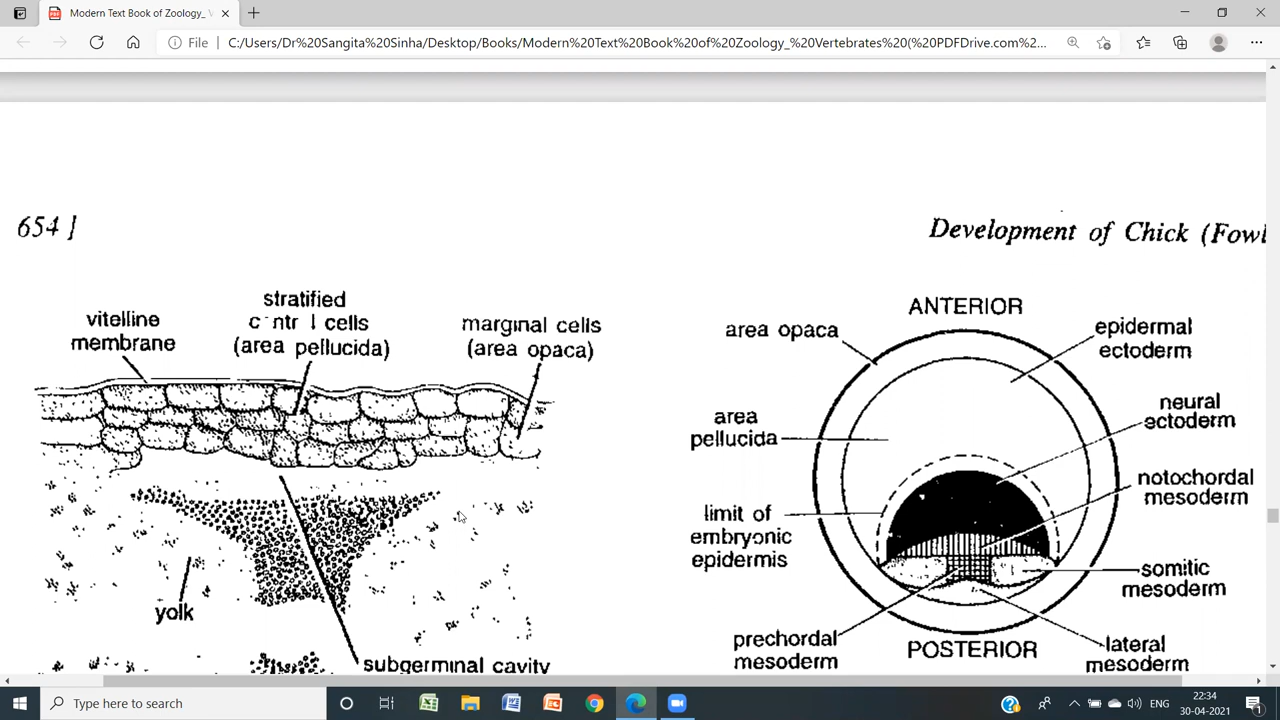 Modern Text Book of Zoology_ V
File
C:/Users/Dr%20Sangita%20Sinha/Desktop/Books/Modern%20Text%20Book%20of%20Zoology_%20Vertebrates%20(%20PDFDrive.com%2...
654 ]
Development of Chick (Fowl
vitelline
membrane
stratified
cells
(area pellucida)
marginal cells
(area opaca)
yolk
subgerminal cavity
ANTERIOR
area opaca
epidermal
ectoderm
area
pellucida
neural
ectoderm
notochordal
mesoderm
limit of
embryonic
epidermis
somitic
mesoderm
prechordal
mesoderm
POSTERIOR
lateral
mesoderm
Type here to search
ENG
22:34
30-04-2021